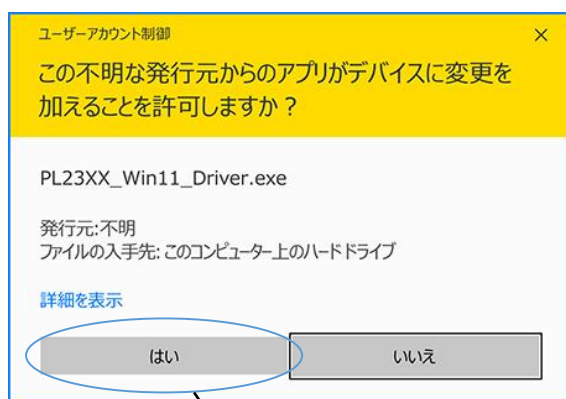 ユーザーアカウント制御
×
この不明な発行元からのアプリがデバイスに変更を
加えることを許可しますか？
PL23XX_Win11_Driver.exe
発行元:不明
ファイルの入手先: このコンピューター上のハードドライブ
詳細を表示
はい
いいえ